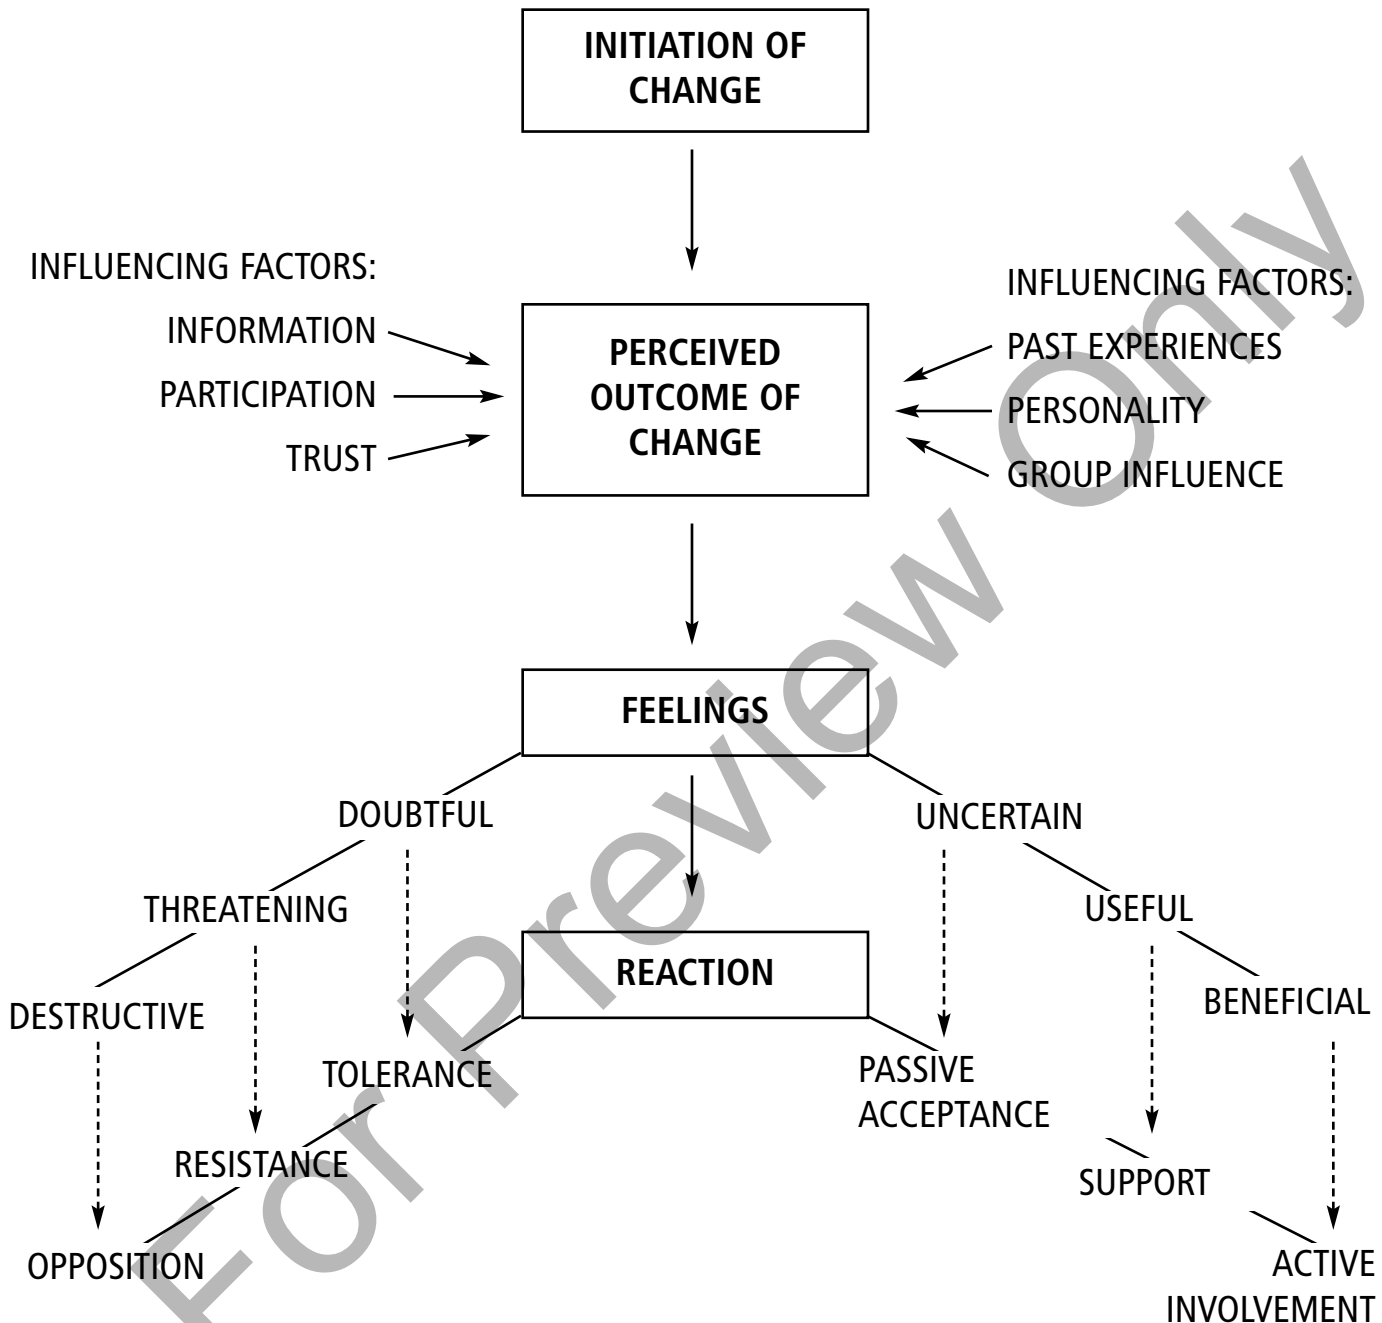 INITIATION OF
CHANGE
INFLUENCING FACTORS:
INFORMATION
PARTICIPATION
TRUST
PERCEIVED
OUTCOME OF
CHANGE
INFLUENCING FACTORS:
PAST EXPERIENCES
PERSONALITY
GROUP INFLUENCE
FEELINGS
DOUBTFUL
UNCERTAIN
THREATENING
USEFUL
DESTRUCTIVE
BENEFICIAL
REACTION
TOLERANCE
PASSIVE
ACCEPTANCE
RESISTANCE
SUPPORT
OPPOSITION
ACTIVE
INVOLVEMENT
For Preview Only